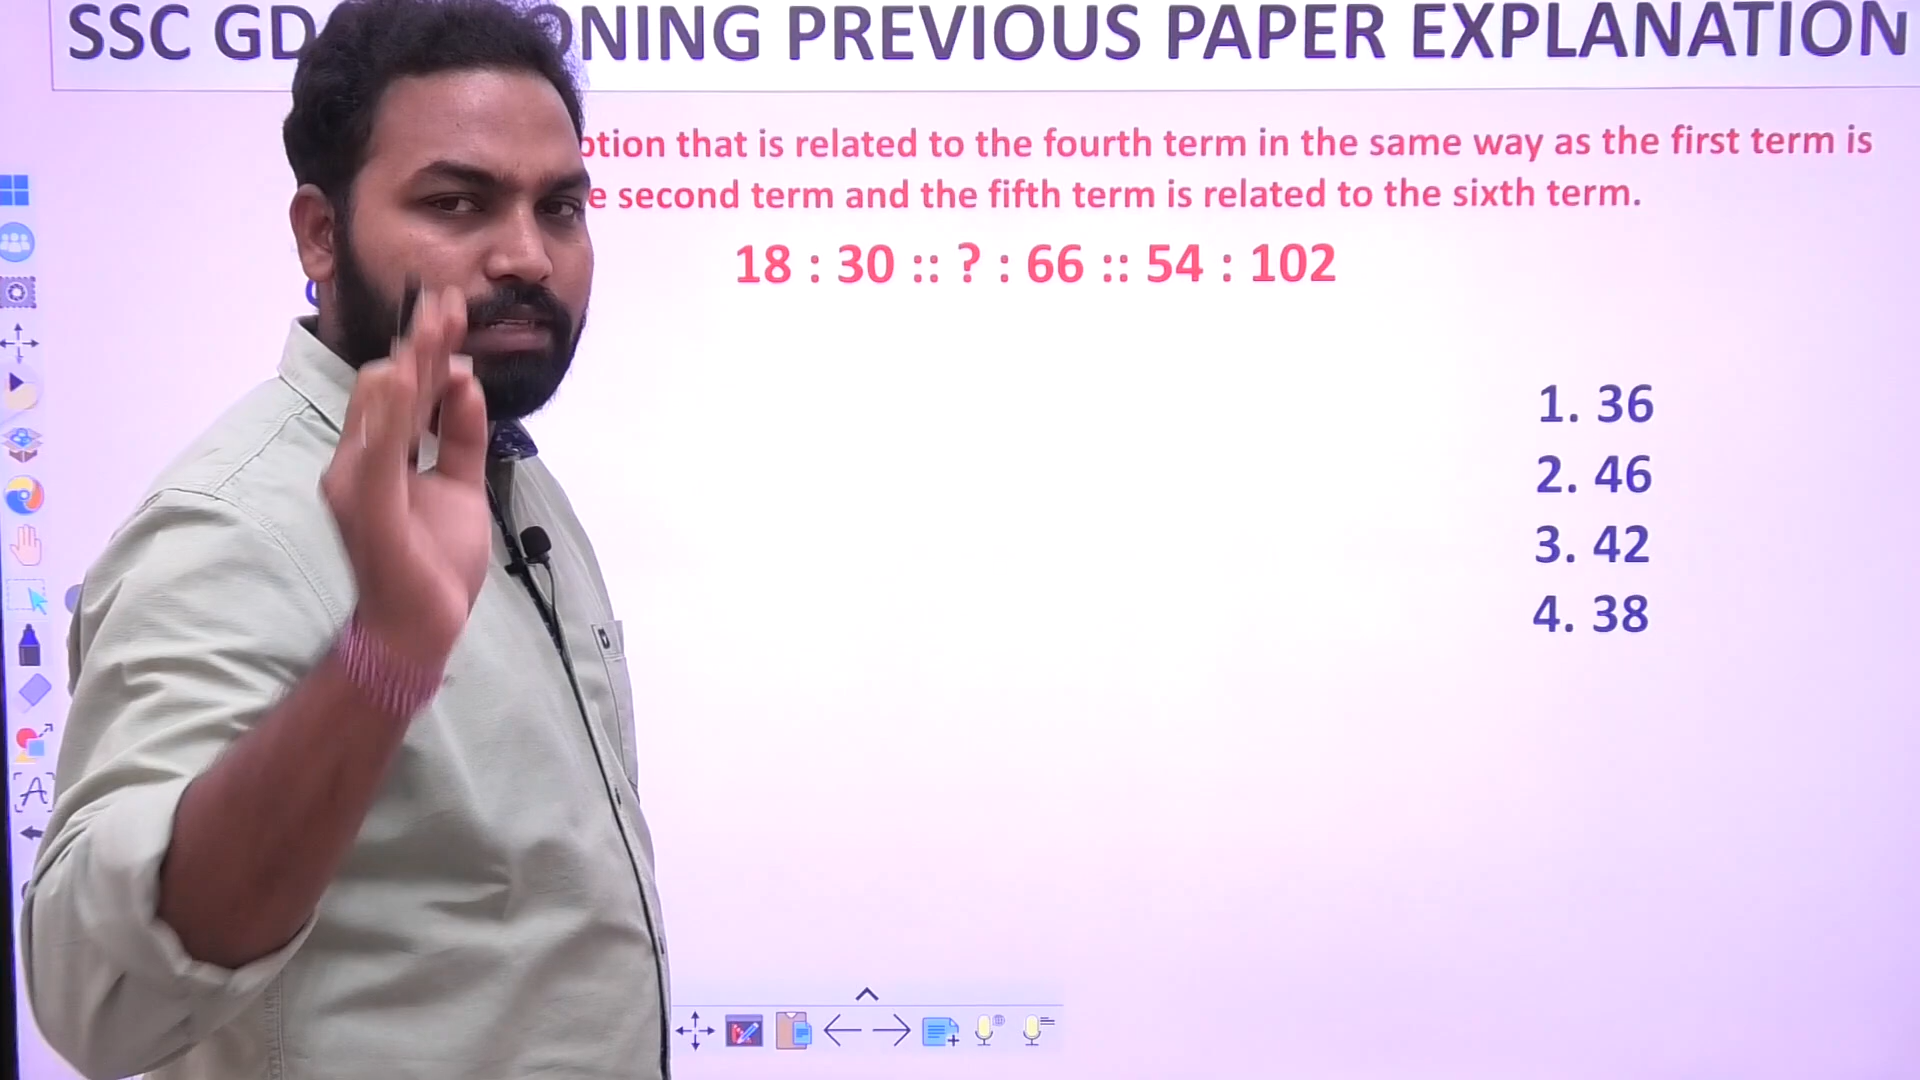 SSC GD ONING PREVIOUS PAPER EXPLANATION
ption that is related to the fourth term in the same way as the first term is
e second term and the fifth term is related to the sixth term.
18 : 30 :: ? : 66 :: 54 : 102
1. 36
2. 46
3. 42
4. 38